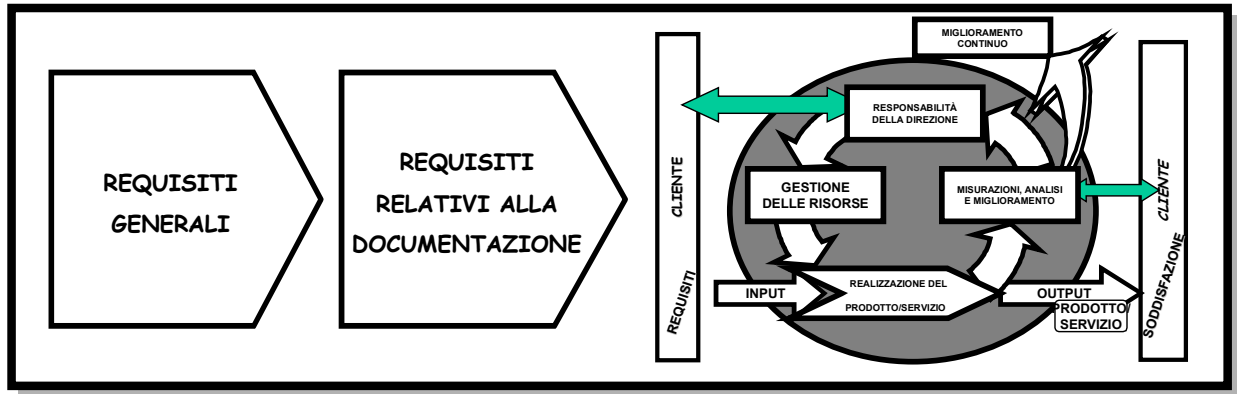 REQUISITI
GENERALI
REQUISITI
RELATIVI ALLA
DOCUMENTAZIONE
CLIENTE
REQUISITI
MIGLIORAMENTO
CONTINUO
RESPONSABILITÀ
DELLA DIREZIONE
GESTIONE
DELLE RISORSE
MISURAZIONI, ANALISI
E MIGLIORAMENTO
INPUT
REALIZZAZIONE DEL
PRODOTTO/SERVIZIO
OUTPUT
PRODOTTO/
SERVIZIO
CLIENTE
SODDISFAZIONE